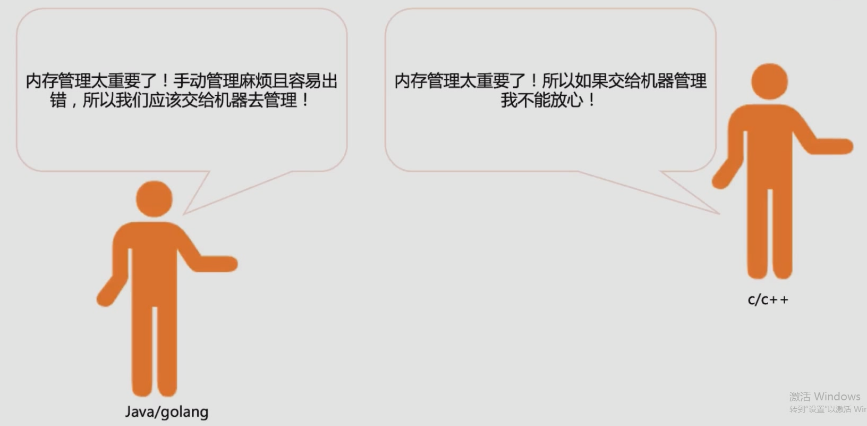 内存管理太重要了！手动管理麻烦且容易出
错，所以我们应该交给机器去管理！
内存管理太重要了！所以如果交给机器管理
我不能放心！
c/c++
Java/golang
激活 Windows
转到"设置"以激活 Win